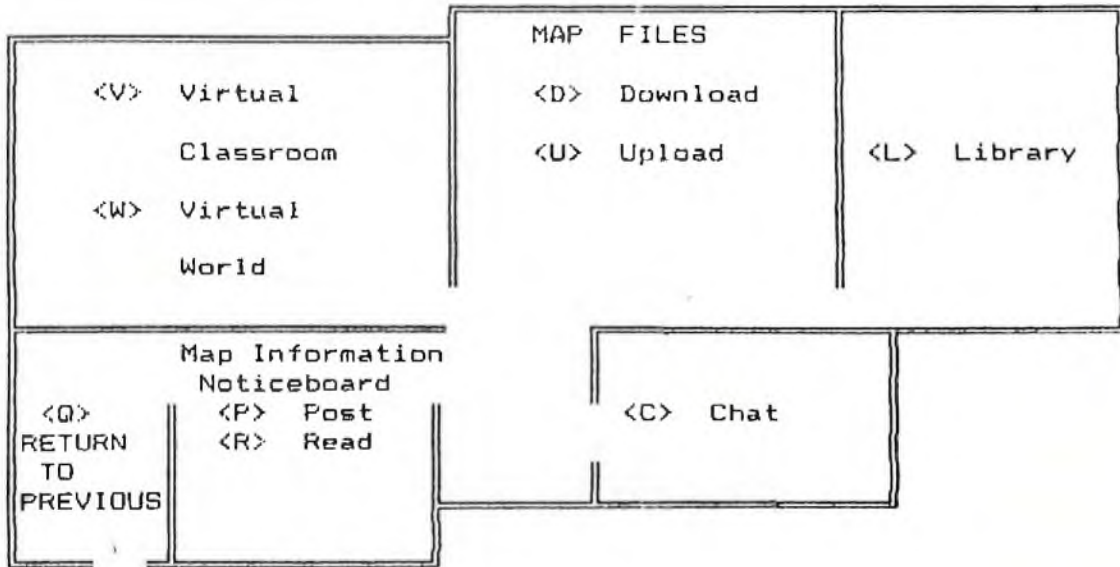 <V> Virtual
Classroom
<W> Virtual
World
MAP FILES
<D> Download
<U> Upload
<L> Library
<Q>
RETURN
TO
PREVIOUS
Map Information
Noticeboard
<P> Post
<R> Read
<C> Chat